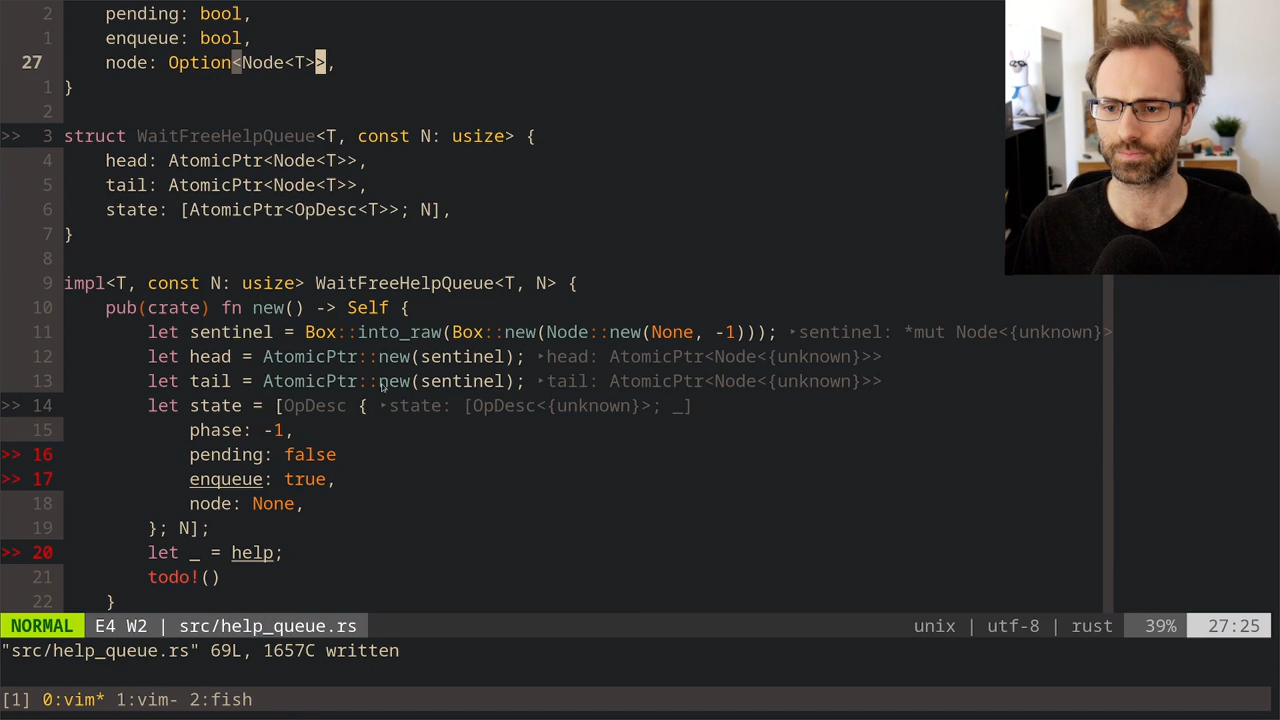 2     pending: bool,
1     enqueue: bool,
27     node: Option<Node<T>>,
1 }
2
>> 3 struct WaitFreeHelpQueue<T, const N: usize> {
4     head: AtomicPtr<Node<T>>,
5     tail: AtomicPtr<Node<T>>,
6     state: [AtomicPtr<OpDesc<T>>; N],
7 }
8
9 impl<T, const N: usize> WaitFreeHelpQueue<T, N> {
10     pub(crate) fn new() -> Self {
11         let sentinel = Box::into_raw(Box::new(Node::new(None, -1))); ‣sentinel: *mut Node<{unknown}>
12         let head = AtomicPtr::new(sentinel); ‣head: AtomicPtr<Node<{unknown}>>
13         let tail = AtomicPtr::new(sentinel); ‣tail: AtomicPtr<Node<{unknown}>>
>> 14         let state = [OpDesc { ‣state: [OpDesc<{unknown}>; _]
15             phase: -1,
>> 16             pending: false
>> 17             enqueue: true,
18             node: None,
19         }; N];
>> 20         let _ = help;
21         todo!()
22     }
NORMAL E4 W2 | src/help_queue.rs unix | utf-8 | rust 39% 27:25
"src/help_queue.rs" 69L, 1657C written
[1] 0:vim* 1:vim- 2:fish